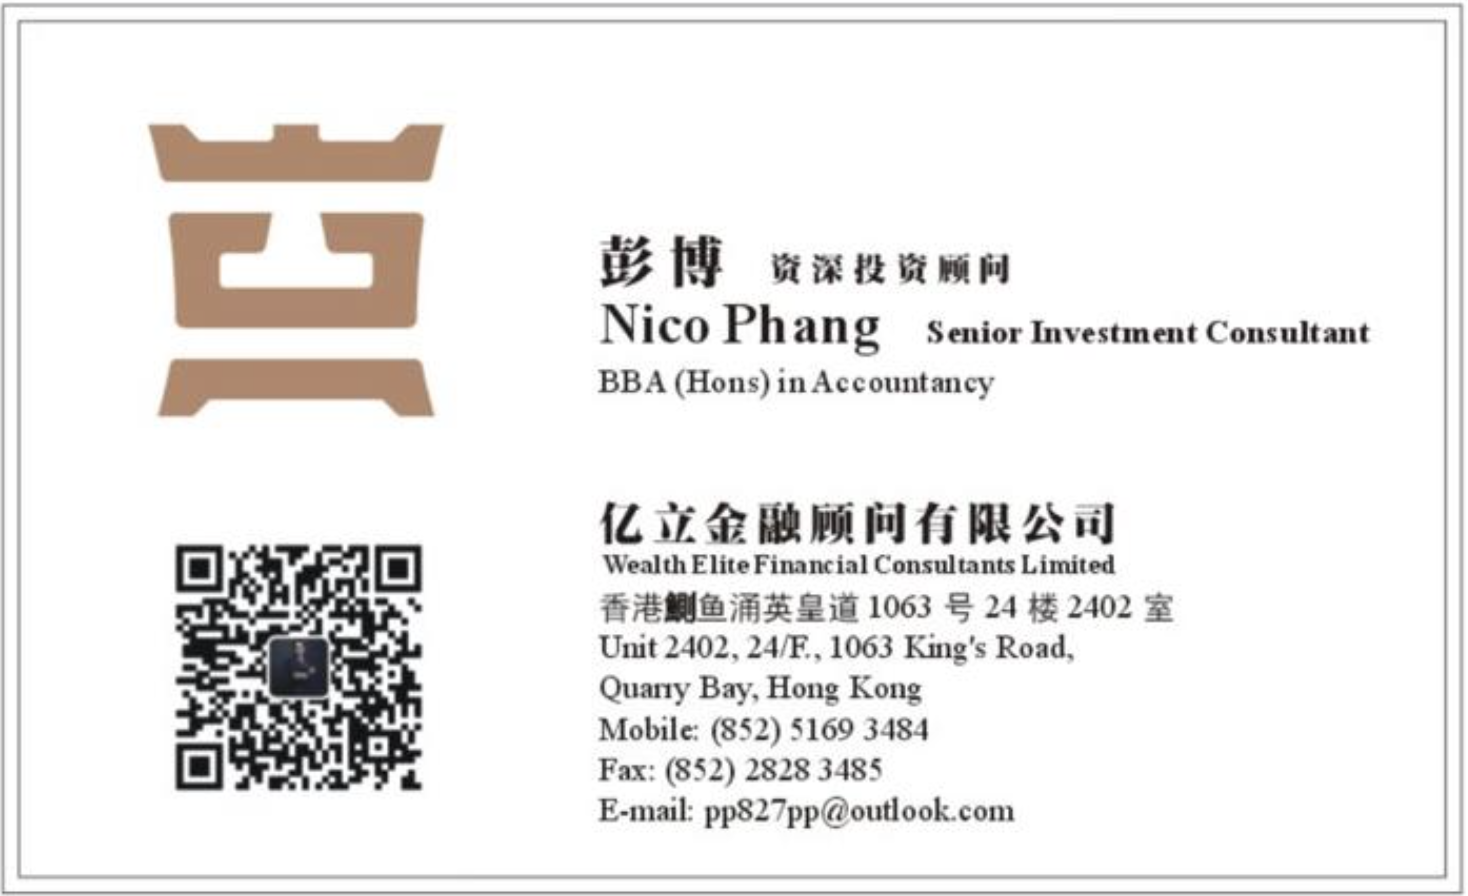 彭博 资深投资顾问
Nico Phang Senior Investment Consultant
BBA (Hons) in Accountancy
亿立金融顾问有限公司
Wealth Elite Financial Consultants Limited
香港鰂鱼涌英皇道 1063 号 24 楼 2402 室
Unit 2402, 24/F., 1063 King's Road,
Quarry Bay, Hong Kong
Mobile: (852) 5169 3484
Fax: (852) 2828 3485
E-mail: pp827pp@outlook.com